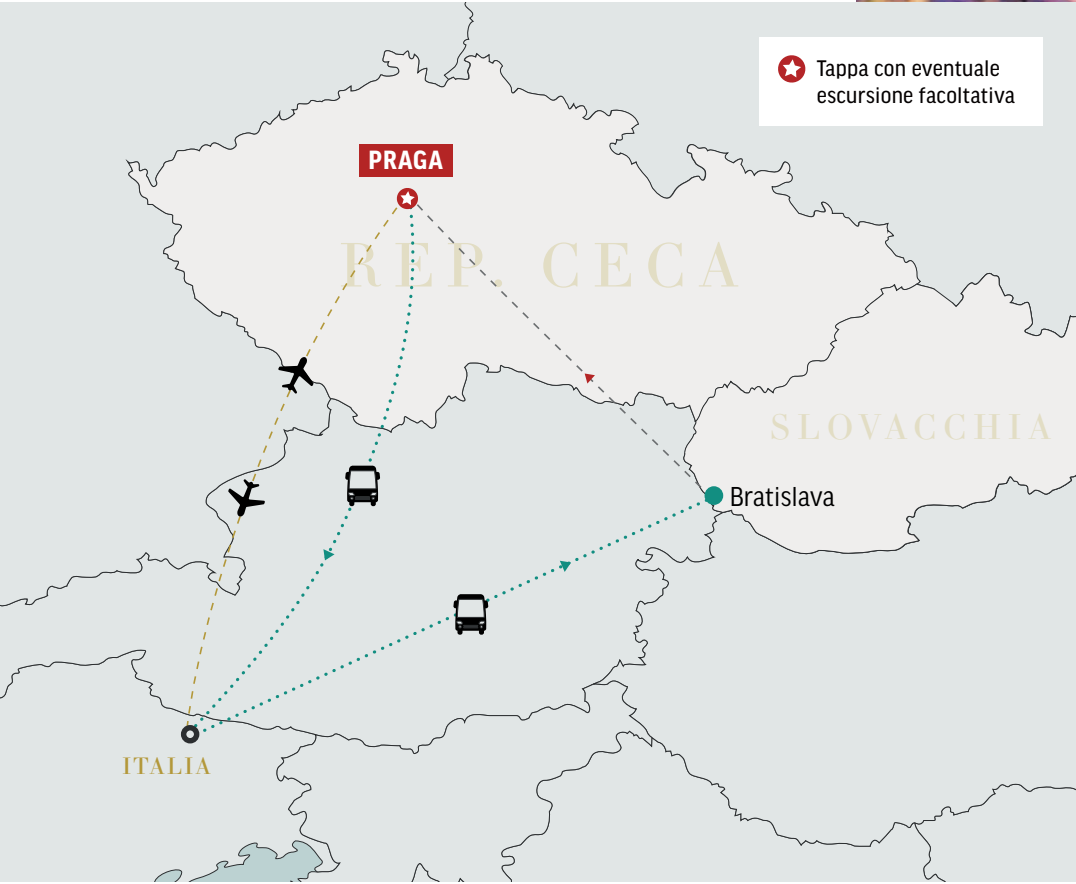 Tappa con eventuale
escursione facoltativa
PRAGA
REP. CECA
SLOVACCHIA
Bratislava
ITALIA